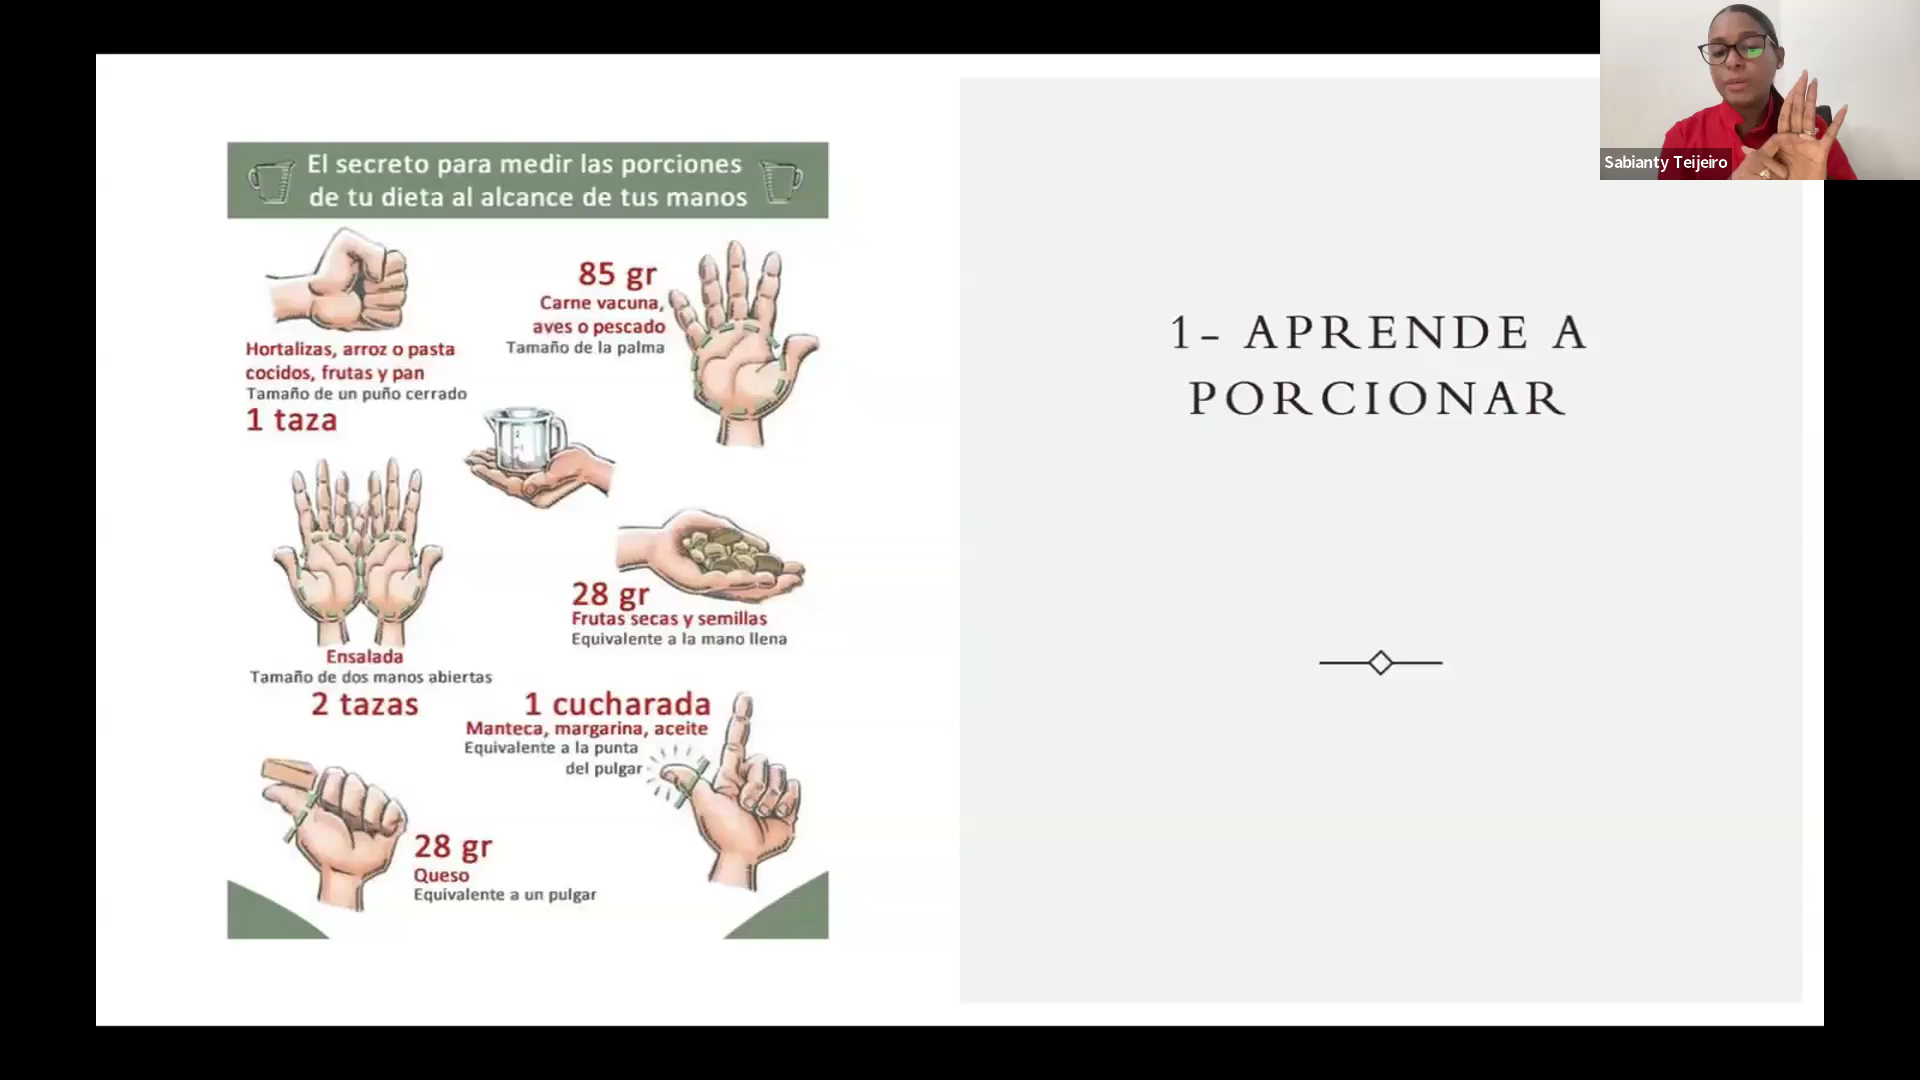 El secreto para medir las porciones
de tu dieta al alcance de tus manos
Hortalizas, arroz o pasta
cocidos, frutas y pan
Tamaño de un puño cerrado
1 taza
85 gr
Carne vacuna,
aves o pescado
Tamaño de la palma
Ensalada
Tamaño de dos manos abiertas
2 tazas
28 gr
Frutas secas y semillas
Equivalente a la mano llena
1 cucharada
Manteca, margarina, aceite
Equivalente a la punta
del pulgar
28 gr
Queso
Equivalente a un pulgar
1- APRENDE A
PORCIONAR
Sabianty Teijeiro